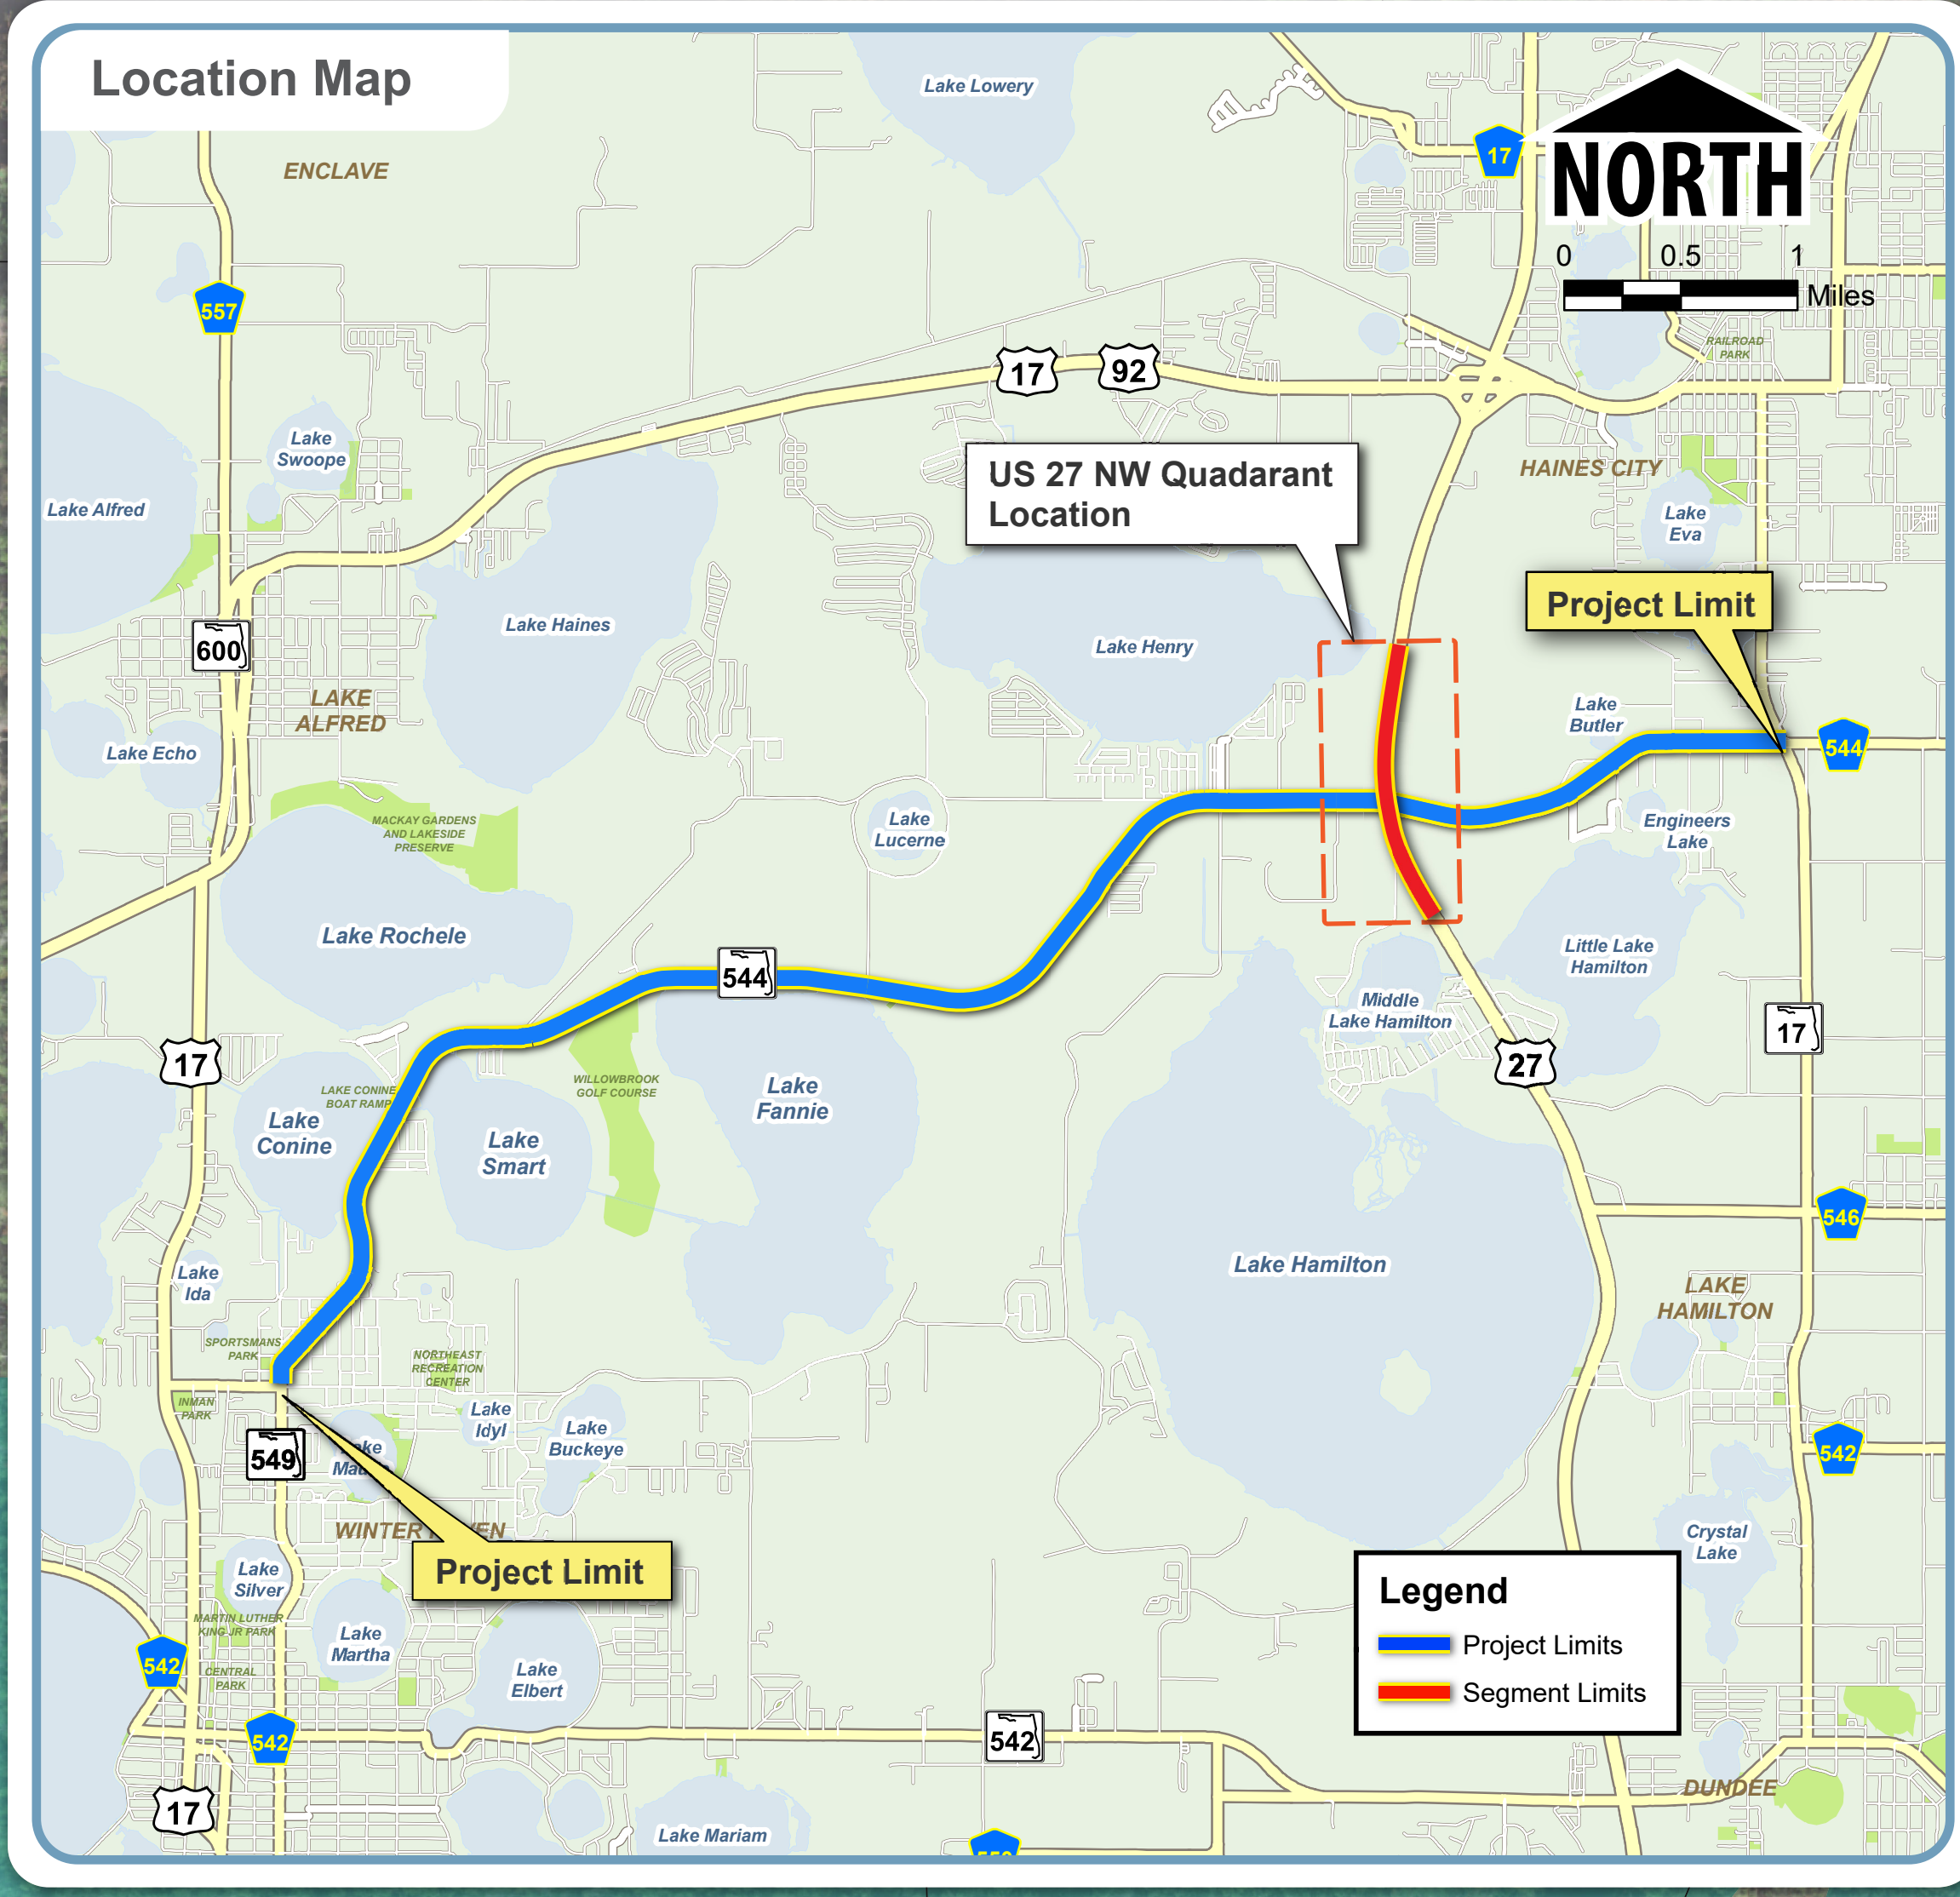 Location Map
Lake Lowery
17
NORTH
ENCLAVE
0 0.5 1
Miles
557
17
92
RAILROAD
PARK
Lake
Swoope
US 27 NW Quadarant
Location
HAINES CITY
Lake Alfred
Lake
Eva
Project Limit
Lake Haines
Lake Henry
600
LAKE
ALFRED
Lake
Butler
Lake Echo
544
MACKAY GARDENS
AND LAKESIDE
PRESERVE
Lake
Lucerne
Engineers
Lake
Lake Rochele
Little Lake
Hamilton
544
Middle
Lake Hamilton
17
17
27
LAKE CONINE
BOAT RAMP
WILLOWBROOK
GOLF COURSE
Lake
Fannie
Lake
Conine
Lake
Smart
546
Lake
Ida
Lake Hamilton
LAKE
HAMILTON
SPORTSMANS
PARK
NORTHEAST
RECREATION
CENTER
INMAN
PARK
Lake
Idyl
Lake
Buckeye
549
542
WINTER
Project Limit
Crystal
Lake
Lake
Silver
Legend
MARTIN LUTHER
KING JR PARK
Lake
Martha
Project Limits
542
CENTRAL
PARK
Lake
Elbert
Segment Limits
542
542
DUNDEE
17
Lake Mariam